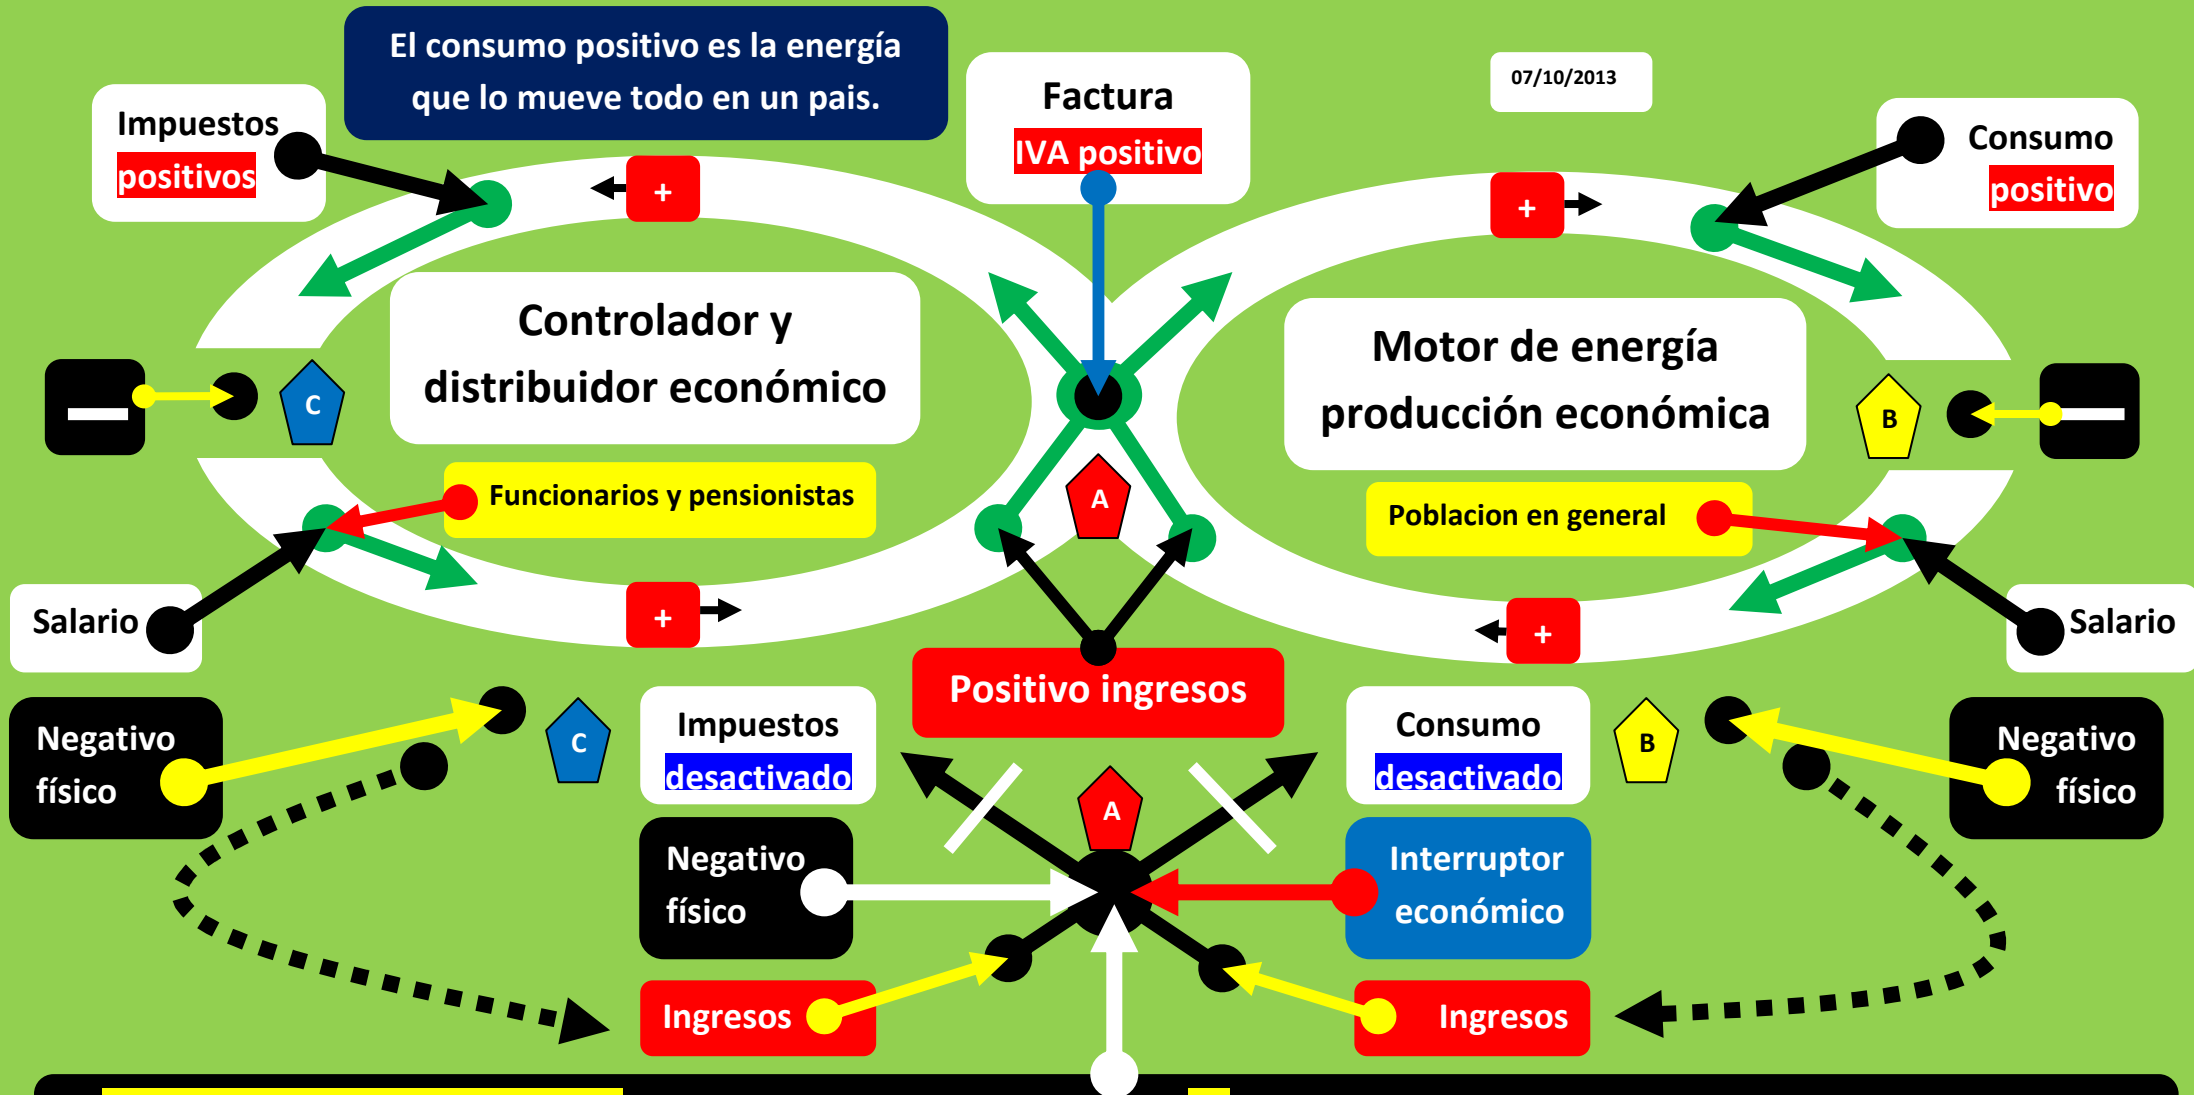 El consumo positivo es la energía
que lo mueve todo en un pais.
Factura
IVA positivo
07/10/2013
Impuestos
positivos
Consumo
positivo
+
+
Controlador y
distribuidor económico
Motor de energía
producción económica
C
B
Funcionarios y pensionistas
A
Poblacion en general
Salario
+
+
Salario
Positivo ingresos
Negativo
físico
C
Impuestos
desactivado
A
Consumo
desactivado
B
Negativo
físico
Negativo
físico
Interruptor
económico
Ingresos
Ingresos